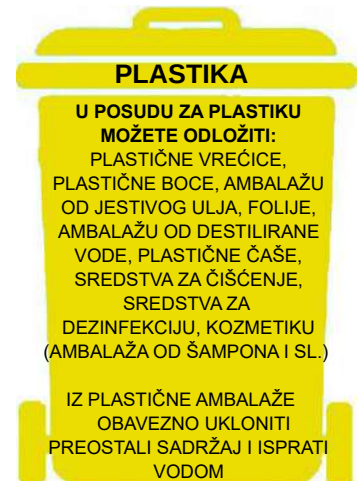 PLASTIKA
U POSUDU ZA PLASTIKU
MOŽETE ODLOŽITI:
PLASTIČNE VREĆICE,
PLASTIČNE BOCE, AMBALAŽU
OD JESTIVOG ULJA, FOLIJE,
AMBALAŽU OD DESTILIRANE
VODE, PLASTIČNE ČAŠE,
SREDSTVA ZA ČIŠĆENJE,
SREDSTVA ZA
DEZINFEKCIJU, KOZMETIKU
(AMBALAŽA OD ŠAMPONA I SL.)
IZ PLASTIČNE AMBALAŽE
OBAVEZNO UKLONITI
PREOSTALI SADRŽAJ I ISPRATI
VODOM